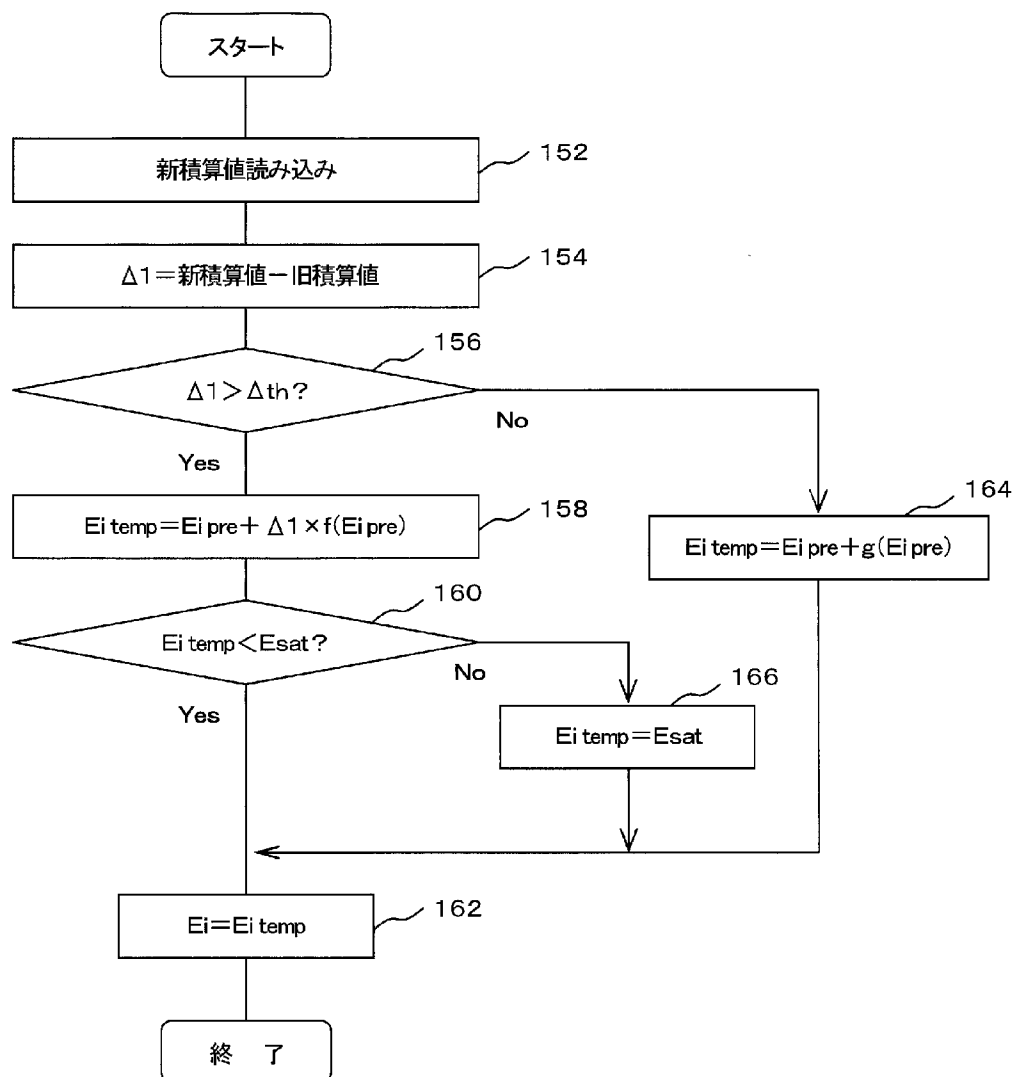 スタート
新積算値読み込み
152
Δ1=新積算値ー旧積算値
154
Δ1>Δth?
156
No
Yes
Ei temp=Ei pre+ Δ1×f(Ei pre)
158
Ei temp=Ei pre+g(Ei pre)
164
Ei temp<Esat?
160
No
Yes
Ei temp=Esat
166
Ei=Ei temp
162
終 了